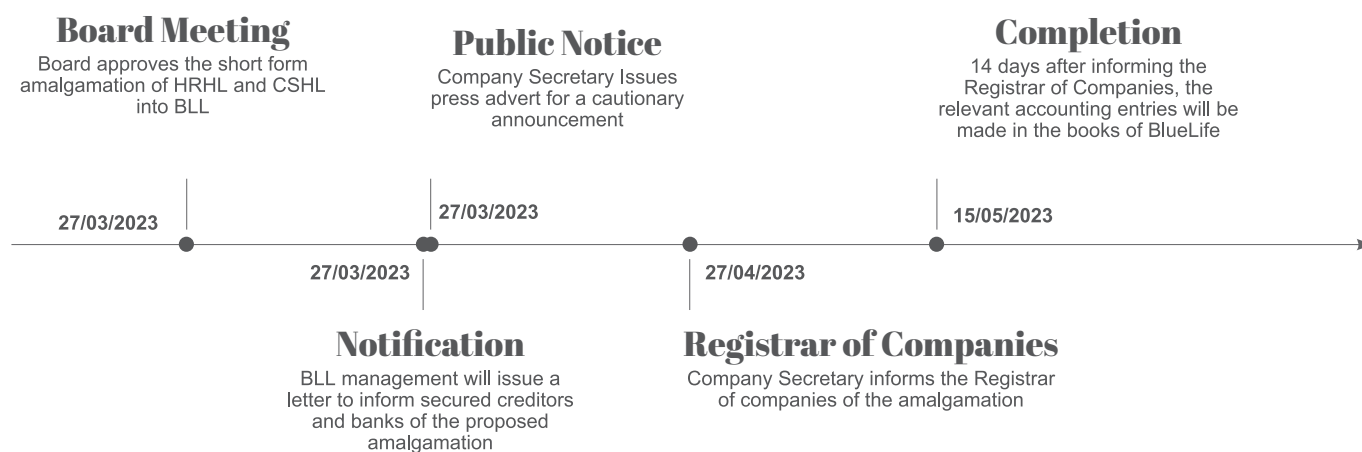 Board Meeting
Board approves the short form
amalgamation of HRHL and CSHL
into BLL
27/03/2023
Public Notice
Company Secretary Issues
press advert for a cautionary
announcement
27/03/2023
Completion
14 days after informing the
Registrar of Companies, the
relevant accounting entries will be
made in the books of BlueLife
15/05/2023
27/03/2023
Notification
BLL management will issue a
letter to inform secured creditors
and banks of the proposed
amalgamation
27/04/2023
Registrar of Companies
Company Secretary informs the Registrar
of companies of the amalgamation